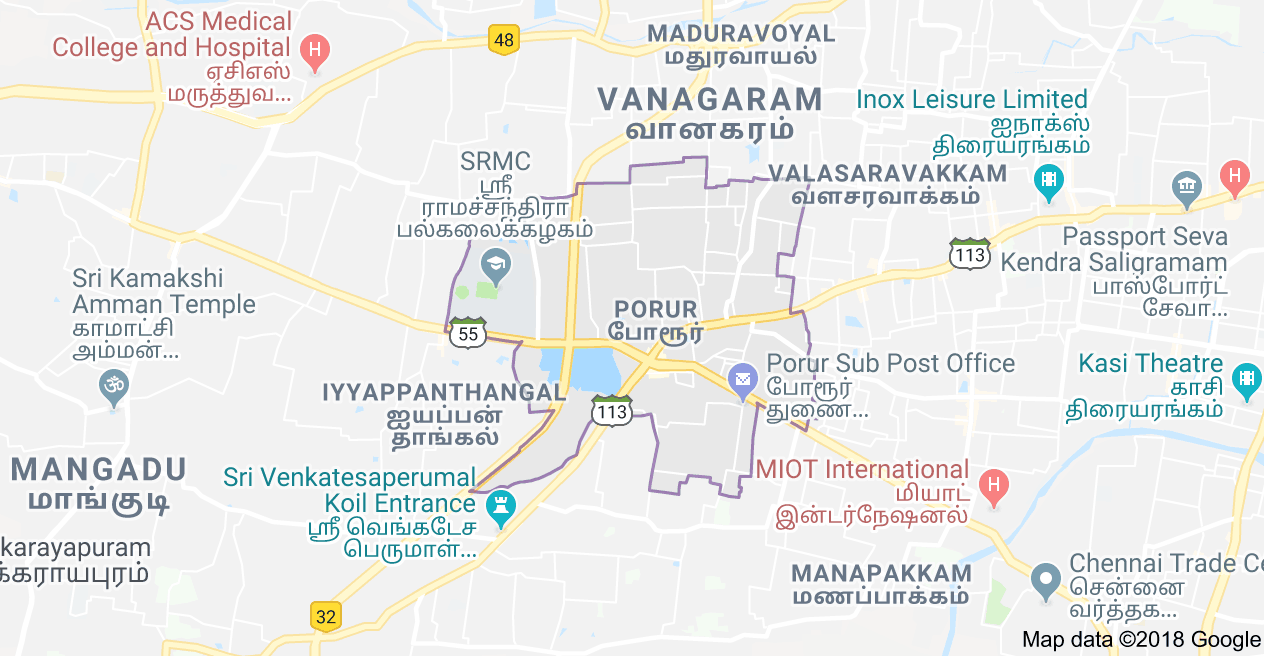 ACS Medical
College and Hospital
ஏசிஎஸ்
மருத்துவ...
48
MADURAVOYAL
மதுரவாயல்
VANAGARAM
வானகரம்
Inox Leisure Limited
ஐநாக்ஸ்
திரையரங்கம்
H
H
SRMC
ஸ்ரீ
ராமச்சந்திரா
பல்கலைக்கழகம்
VALASARAVAKKAM
வளசரவாக்கம்
113
Passport Seva
Kendra Saligramam
பாஸ்போர்ட்
சேவா...
Sri Kamakshi
Amman Temple
காமாட்சி
அம்மன்...
55
PORUR
போரூர்
Porur Sub Post Office
போரூர்
துணை...
Kasi Theatre
காசி
திரையரங்கம்
IYYAPPANTHANGAL
ஐயப்பன்
தாங்கல்
113
MANGADU
மாங்குடி
Sri Venkatesaperumal
Koil Entrance
ஸ்ரீ வெங்கடேச
பெருமாள்...
MIOT International
மியாட்
இன்டர்நேஷனல்
H
karayapuram
க்கராயபுரம்
MANAPAKKAM
மணப்பாக்கம்
Chennai Trade Ce
சென்னை
வர்த்தக...
32
Map data ©2018 Google